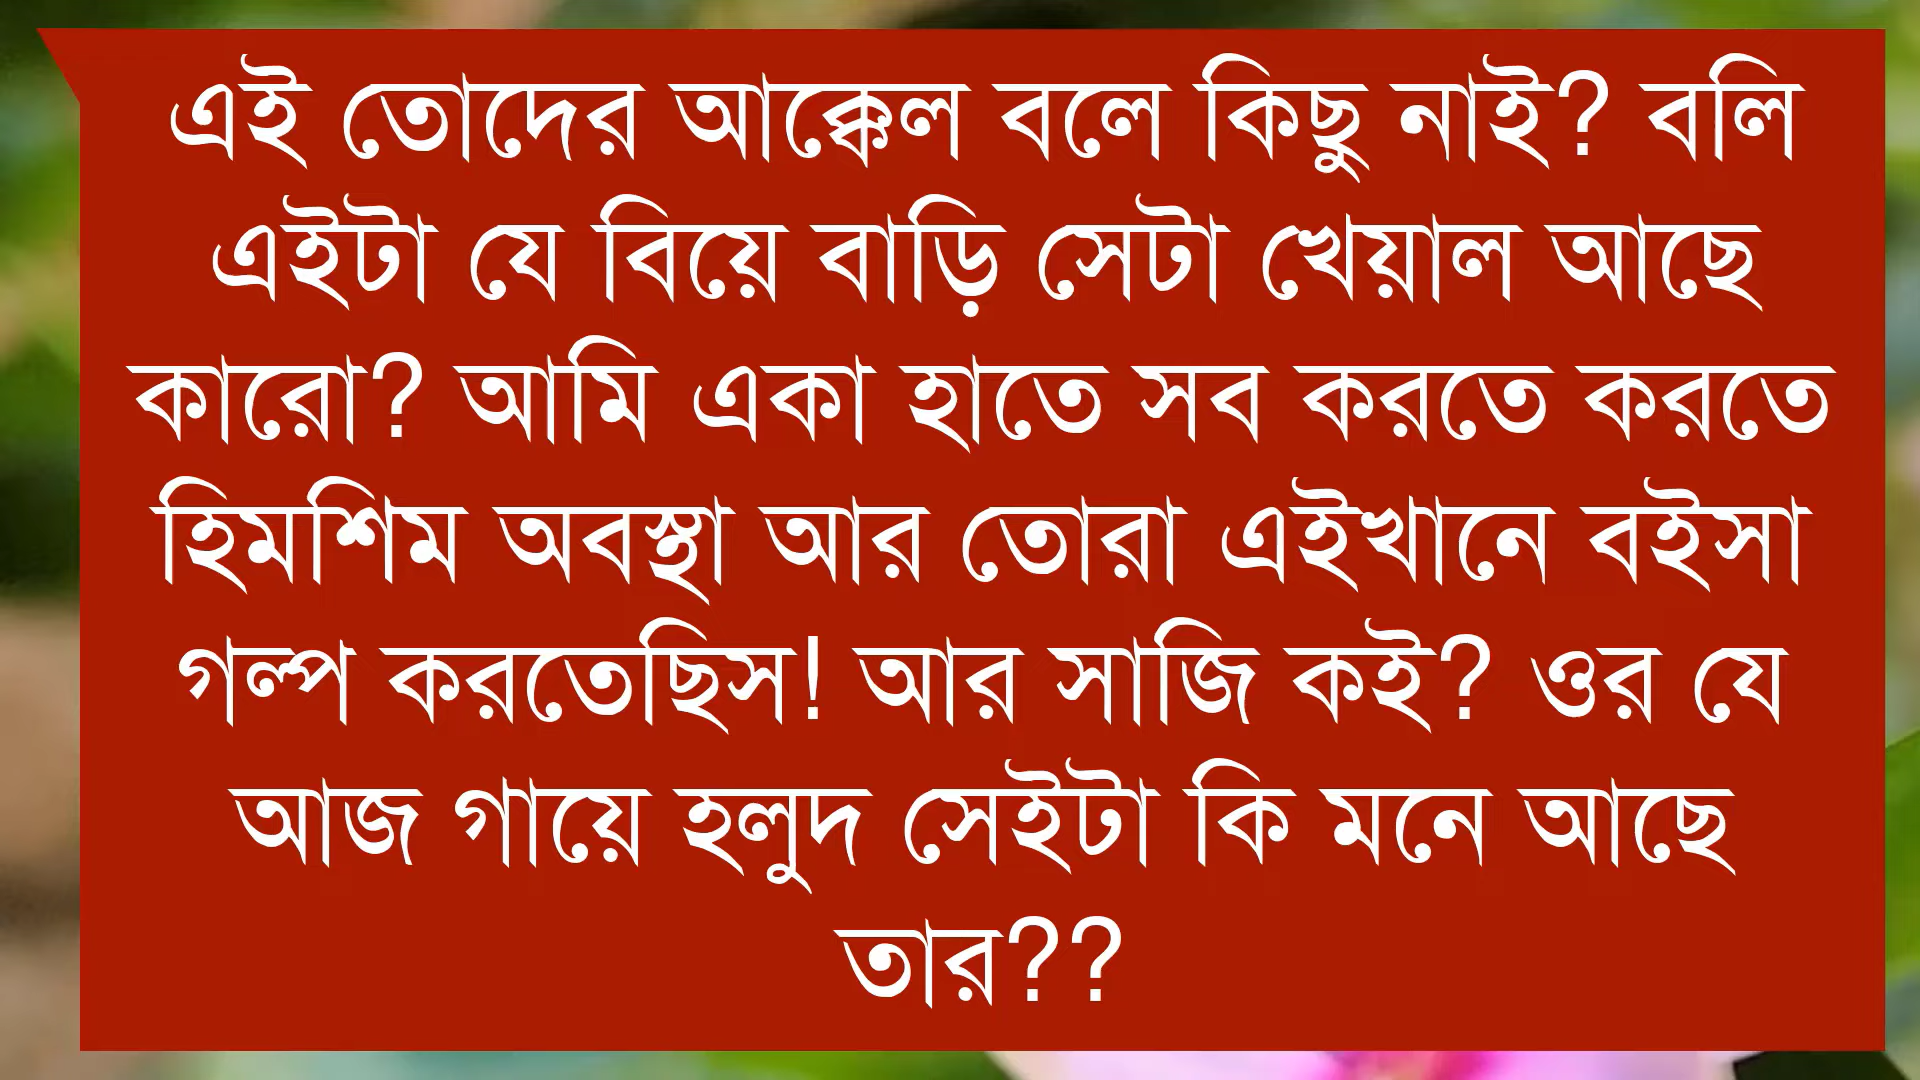 এই তোদের আক্কেল বলে কিছু নাই? বলি
এইটা যে বিয়ে বাড়ি সেটা খেয়াল আছে
কারো? আমি একা হাতে সব করতে করতে
হিমশিম অবস্থা আর তোরা এইখানে বইসা
গল্প করতেছিস! আর সাজি কই? ওর যে
আজ গায়ে হলুদ সেইটা কি মনে আছে
তার??